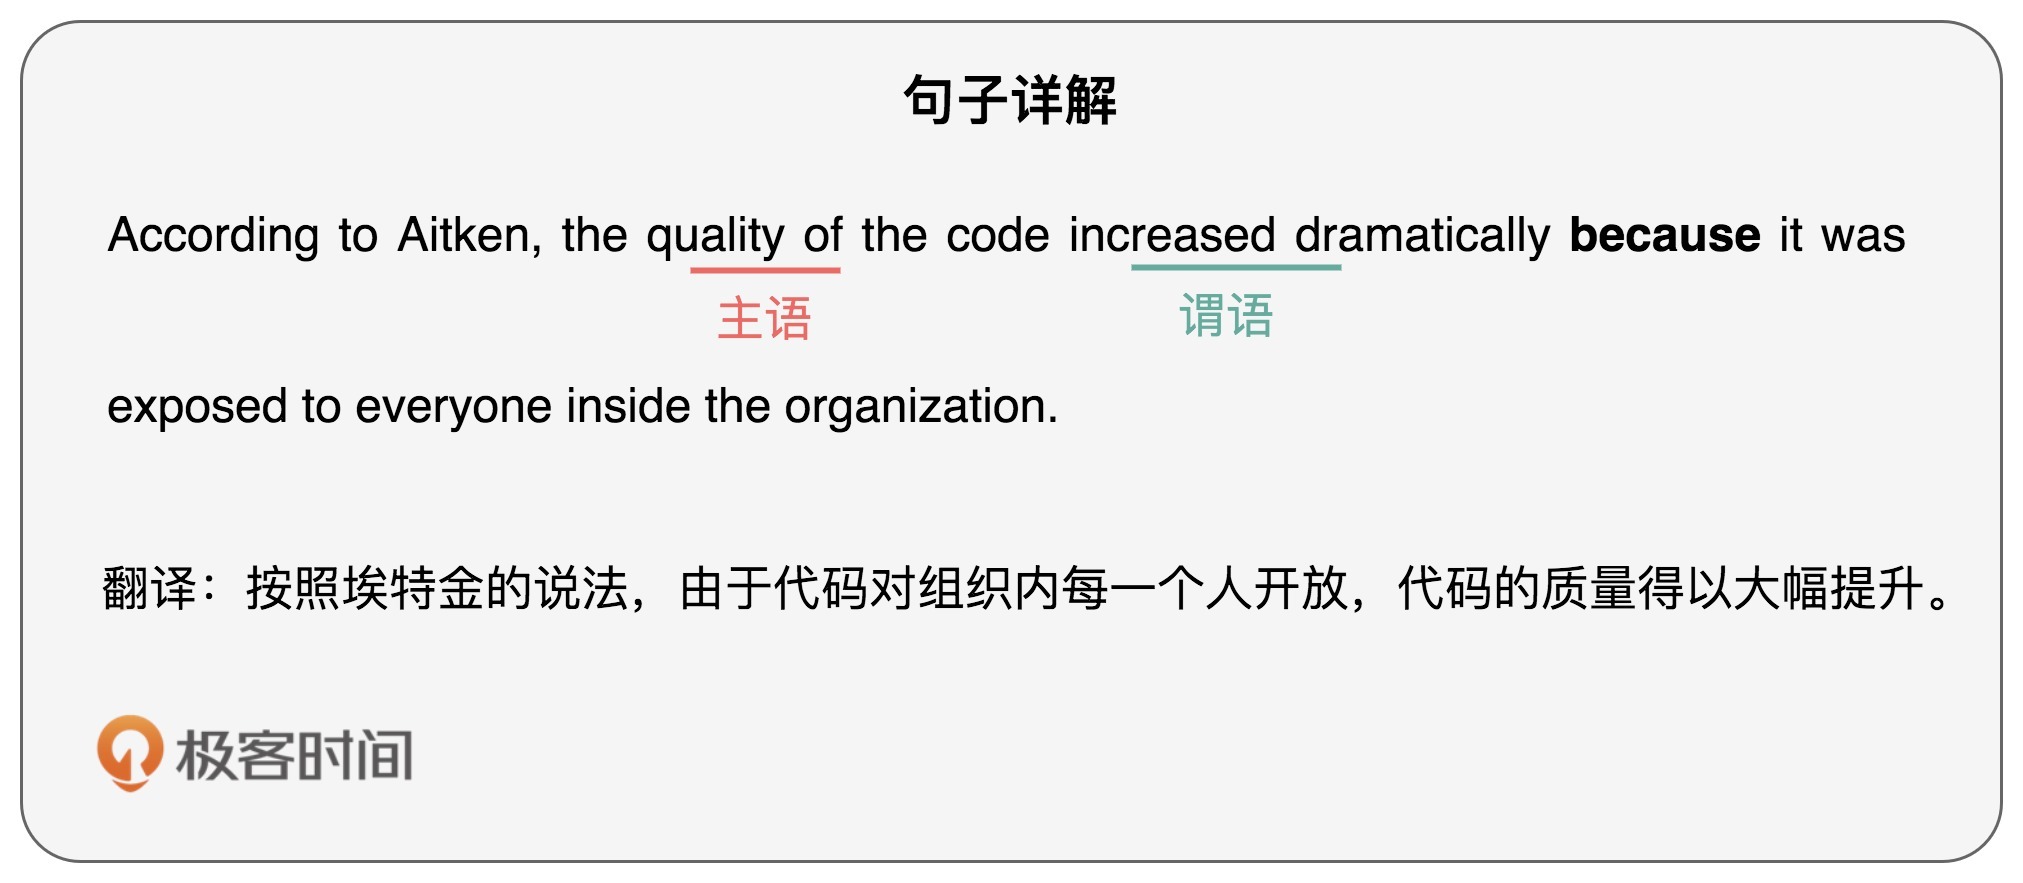 句子详解
According to Aitken, the quality of the code increased dramatically because it was
主语 谓语
exposed to everyone inside the organization.
翻译：按照埃特金的说法，由于代码对组织内每一个人开放，代码的质量得以大幅提升。
极客时间